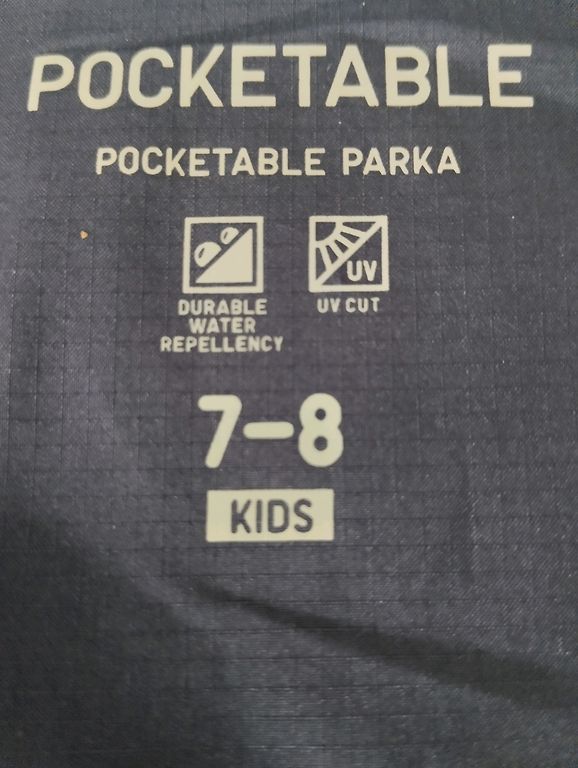 POCKETABLE
POCKETABLE PARKA
UV
DURABLE
WATER
REPELLENCY
UV CUT
7-8
KIDS